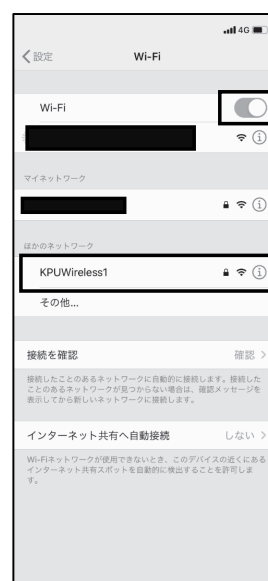 4G
設定
Wi-Fi
Wi-Fi
マイネットワーク
ほかのネットワーク
KPUWireless1
その他...
接続を確認 確認
接続したことのあるネットワークに自動的に接続します。接続した
ことのあるネットワークが見つからない場合は、確認メッセージを
表示してから新しいネットワークに接続します。
インターネット共有へ自動接続 しない
Wi-Fiネットワークが使用できないとき、このデバイスの近くにある
インターネット共有スポットを自動的に検出することを許可しま
す。